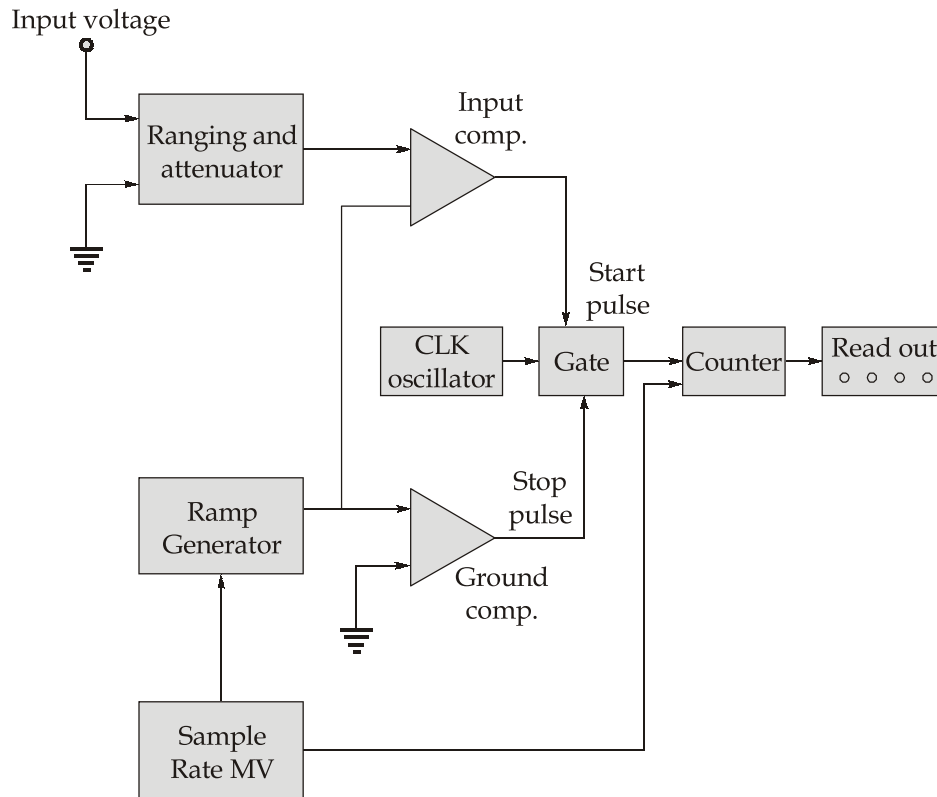 Input voltage
Ranging and
attenuator
Input
comp.
Start
pulse
CLK
oscillator
Gate
Counter
Read out
Ramp
Generator
Stop
pulse
Ground
comp.
Sample
Rate MV